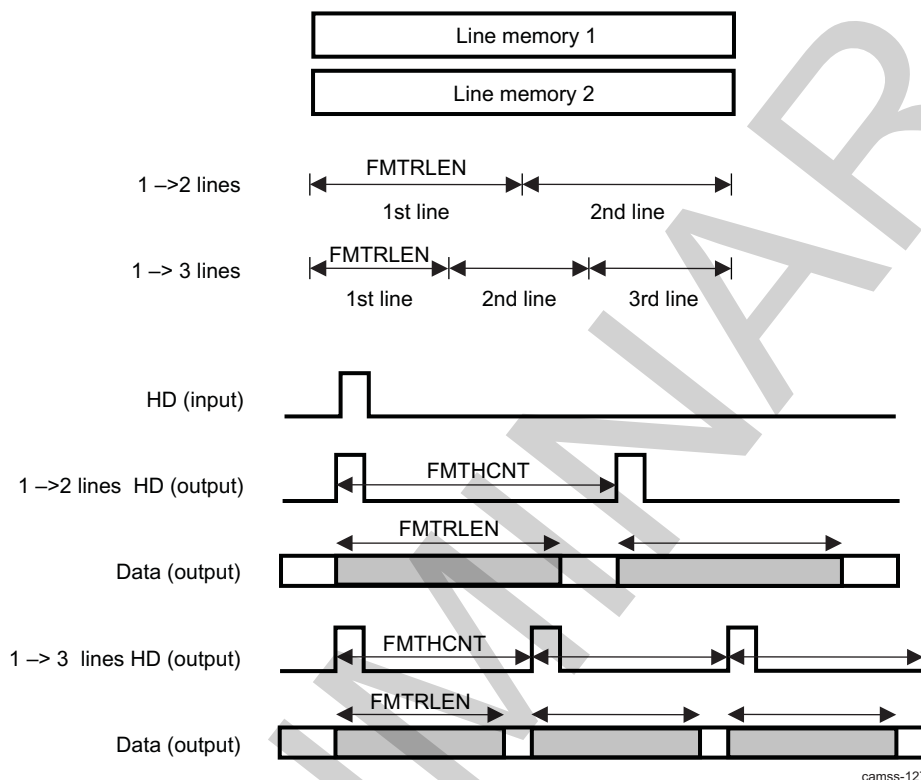 Line memory 1
Line memory 2
1 –>2 lines
FMTRLEN
1st line
2nd line
1 –> 3 lines
FMTRLEN
1st line
2nd line
3rd line
HD (input)
1 –>2 lines HD (output)
FMTHCNT
FMTRLEN
Data (output)
1 –> 3 lines HD (output)
FMTHCNT
FMTRLEN
Data (output)